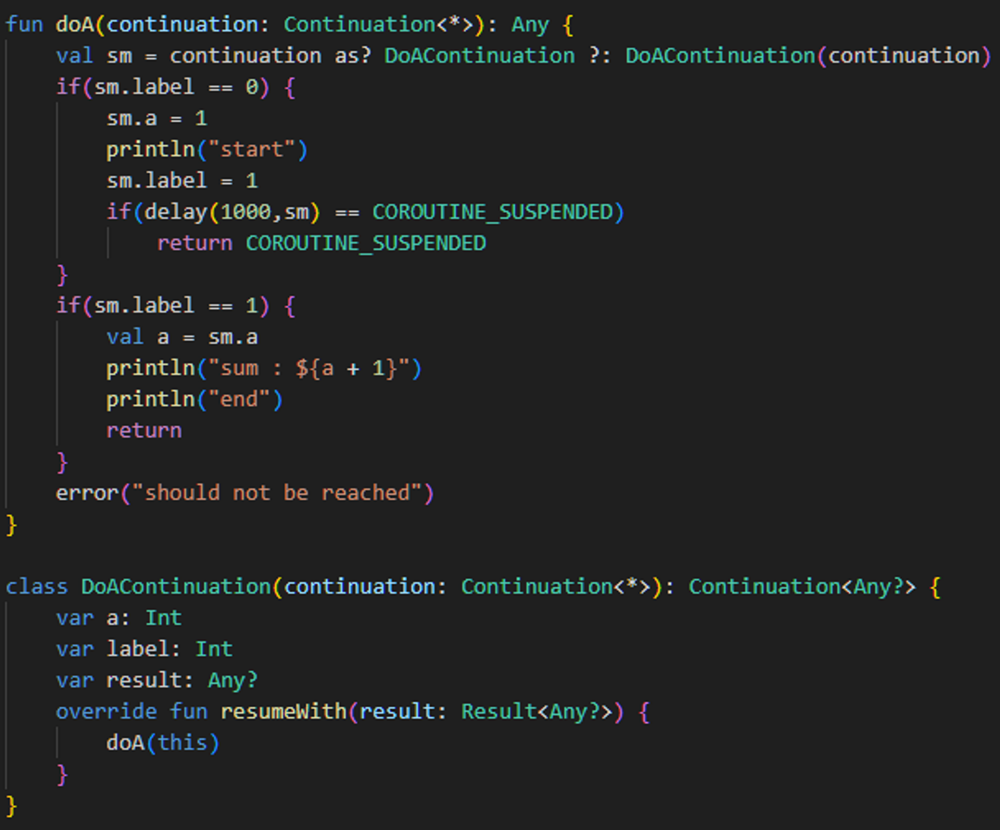 fun doA(continuation: Continuation<*>): Any {
    val sm = continuation as? DoAContinuation ?: DoAContinuation(continuation)
    if(sm.label == 0) {
        sm.a = 1
        println("start")
        sm.label = 1
        if(delay(1000,sm) == COROUTINE_SUSPENDED)
            return COROUTINE_SUSPENDED
    }
    if(sm.label == 1) {
        val a = sm.a
        println("sum : ${a + 1}")
        println("end")
        return
    }
    error("should not be reached")
}

class DoAContinuation(continuation: Continuation<*>): Continuation<Any?> {
    var a: Int
    var label: Int
    var result: Any?
    override fun resumeWith(result: Result<Any?>) {
        doA(this)
    }
}